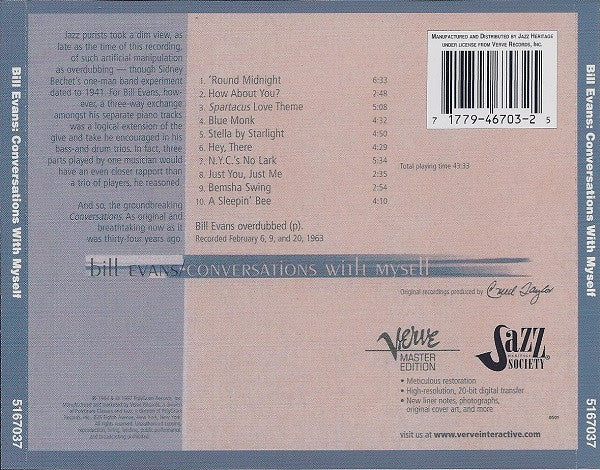 Bill Evans: Conversations With Myself
5167037
Jazz purists took a dim view, as
late as the time of this recording,
of such artificial manipulation
as overdubbing — though Sidney
Bechet's one-man band experiment
dated to 1941. For Bill Evans, how-
ever, a three-way exchange
amongst his separate piano tracks
was a logical extension of the
give and take he encouraged in his
bass-and drum trios. In fact, three
parts played by one musician would
have an even closer rapport than
a trio of players, he reasoned.
And so, the groundbreaking
Conversations. As original and
breathtaking now as it
was thirty-four years ago.
1. 'Round Midnight 6:33
2. How About You? 2:48
3. Spartacus Love Theme 5:08
4. Blue Monk 4:32
5. Stella by Starlight 4:50
6. Hey, There 4:29
7. N.Y.C.'s No Lark 5:34
8. Just You, Just Me 2:35
9. Bemsha Swing 2:54
10. A Sleepin' Bee 4:10
Bill Evans overdubbed (p).
Recorded February 6, 9, and 20, 1963
Manufactured and Distributed by Jazz Heritage
under license from Verve Records, Inc.
7 1779-46703-2 5
Total playing time 43:33
bill evans/conversations with myself
Original recordings produced by Creed Taylor
Verve
MASTER
EDITION
Jazz
HERITAGE
SOCIETY
• Meticulous restoration
• High-resolution, 20-bit digital transfer
• New liner notes, photographs,
original cover art, and more
visit us at www.verveinteractive.com
Bill Evans: Conversations With Myself
5167037